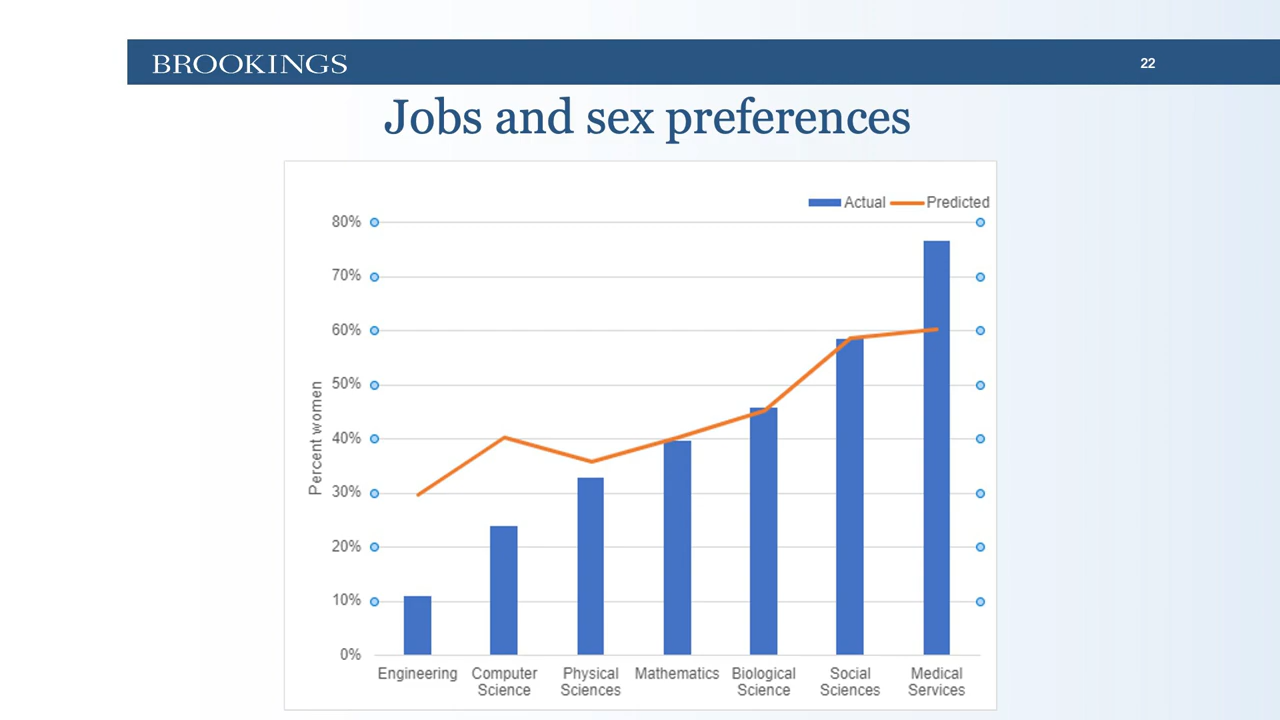 BROOKINGS
22
Jobs and sex preferences
Actual
Predicted
80%
70%
60%
50%
40%
30%
20%
10%
0%
Percent women
Engineering
Computer
Science
Physical
Sciences
Mathematics
Biological
Science
Social
Sciences
Medical
Services